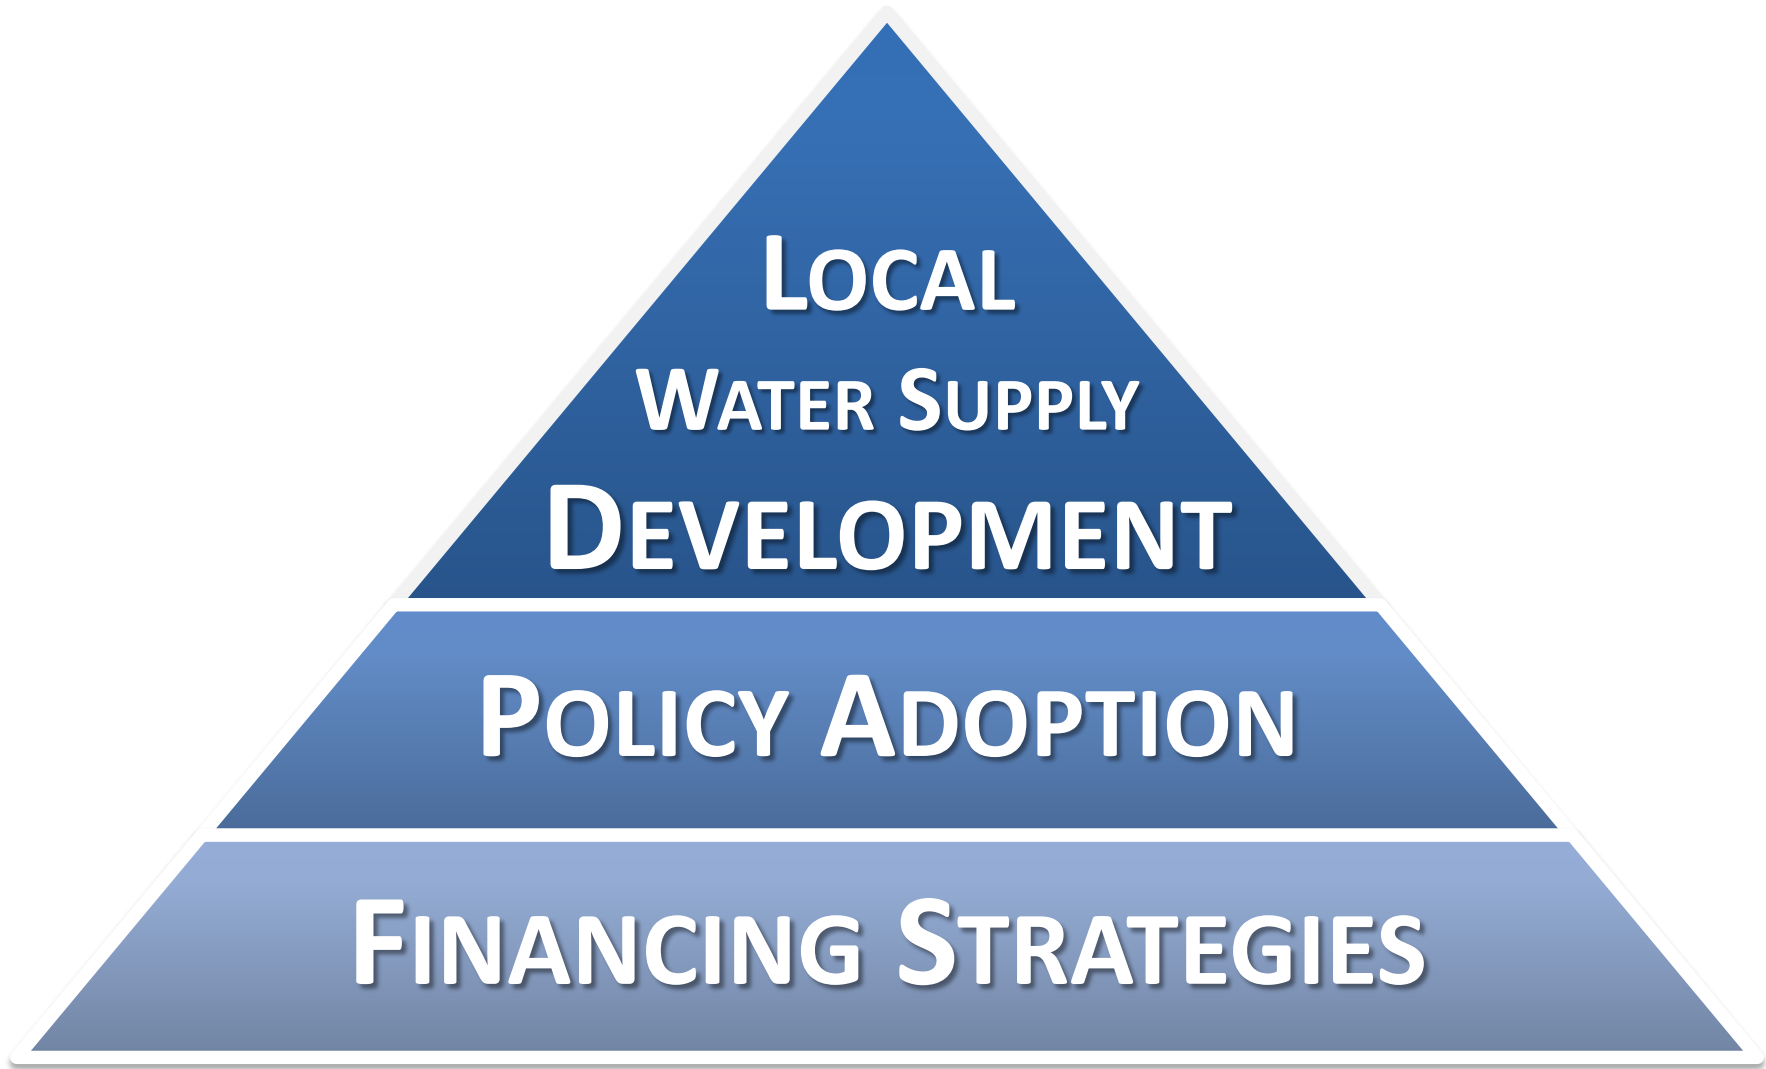 LOCAL
WATER SUPPLY
DEVELOPMENT
POLICY ADOPTION
FINANCING STRATEGIES